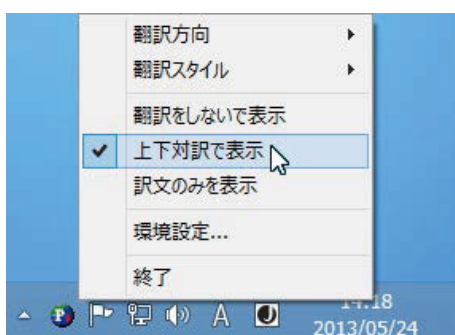 翻訳方向
翻訳スタイル
翻訳をしないで表示
上下対訳で表示
訳文のみを表示
環境設定...
終了
A
14:18
2013/05/24